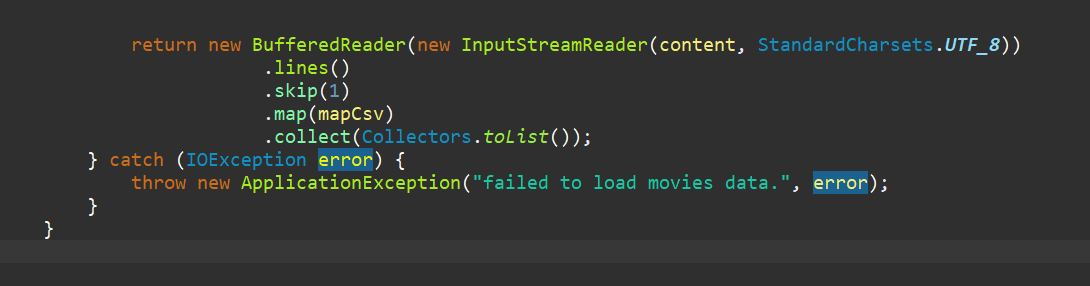 return new BufferedReader(new InputStreamReader(content, StandardCharsets.UTF_8))
.lines()
.skip(1)
.map(mapCsv)
.collect(Collectors.toList());
} catch (IOException error) {
throw new ApplicationException("failed to load movies data.", error);
}
}